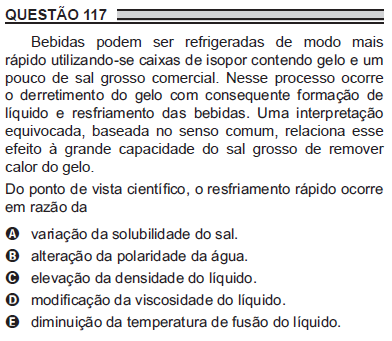 QUESTÃO 117
Bebidas podem ser refrigeradas de modo mais
rápido utilizando-se caixas de isopor contendo gelo e um
pouco de sal grosso comercial. Nesse processo ocorre
o derretimento do gelo com consequente formação de
líquido e resfriamento das bebidas. Uma interpretação
equivocada, baseada no senso comum, relaciona esse
efeito à grande capacidade do sal grosso de remover
calor do gelo.
Do ponto de vista científico, o resfriamento rápido ocorre
em razão da
A variação da solubilidade do sal.
B alteração da polaridade da água.
C elevação da densidade do líquido.
D modificação da viscosidade do líquido.
E diminuição da temperatura de fusão do líquido.